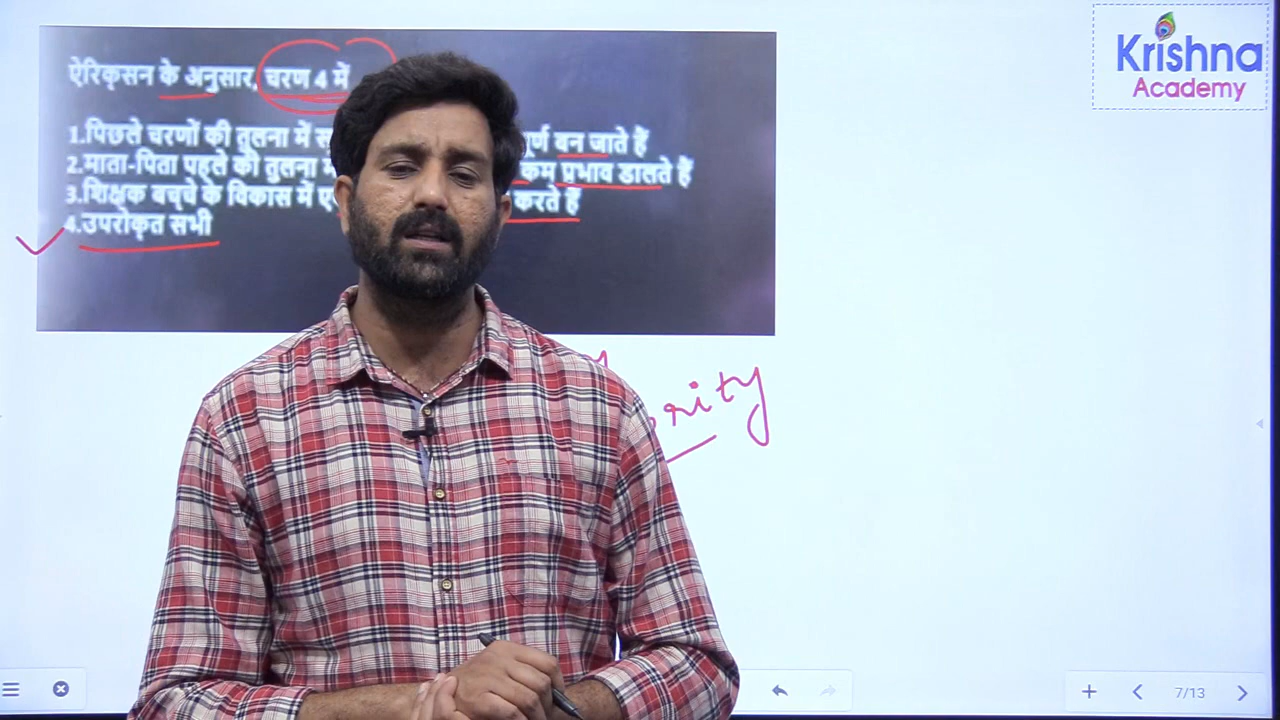 Krishna
Academy
ऐरिक्सन के अनुसार, चरण 4 में
1.पिछले चरणों की तुलना में बन जाते हैं
2.माता-पिता पहले की तुलना में कम प्रभाव डालते हैं
3.शिक्षक बच्चे के विकास में करते हैं
4.उपरोक्त सभी
7/13